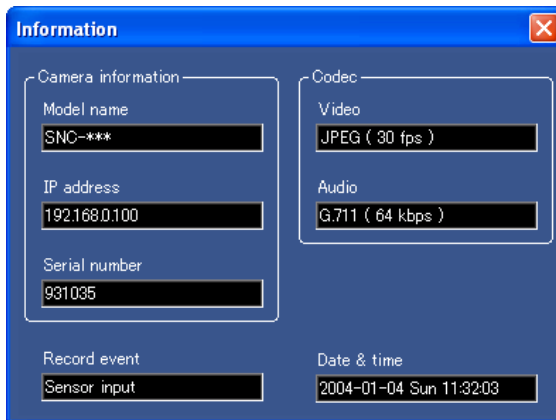 Information
Camera information
Model name
SNC-***
IP address
192.168.0.100
Serial number
931035
Codec
Video
JPEG ( 30 fps )
Audio
G.711 ( 64 kbps )
Record event
Sensor input
Date & time
2004-01-04 Sun 11:32:03